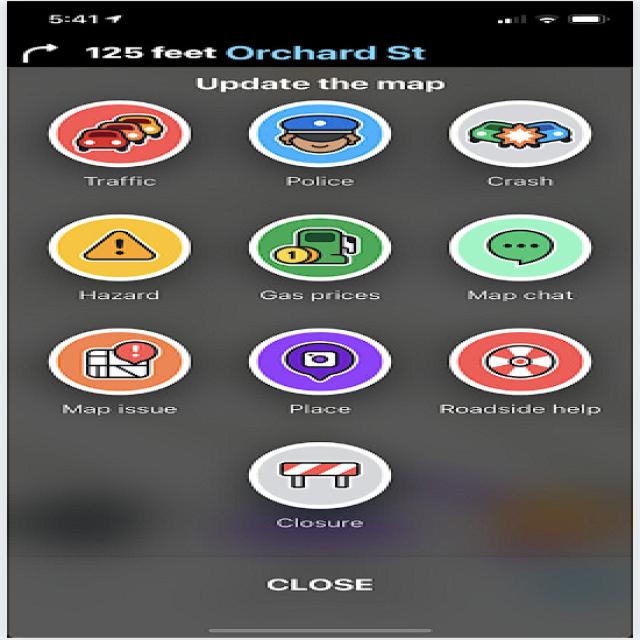 5:41
125 feet Orchard St
Update the map
Traffic Police Crash
Hazard Gas prices Map chat
1
Map issue Place Roadside help
Closure
CLOSE